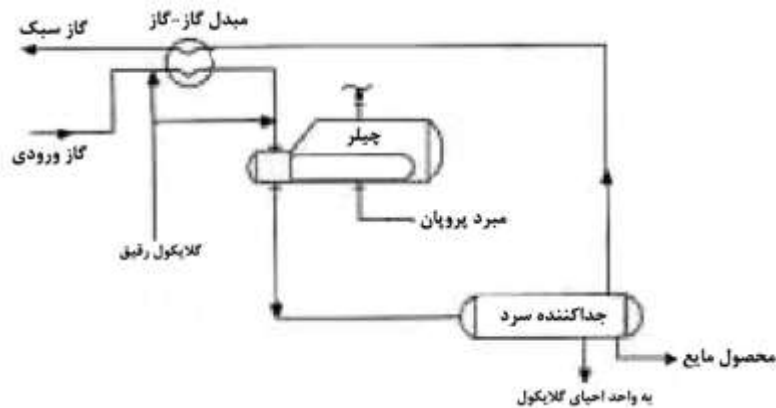 مبدل گاز-گاز
گاز سبک
چیلر
گاز ورودی
مبرد پروپان
گلایکول رقیق
جداکننده سرد
محصول مایع
به واحد احیای گلایکول